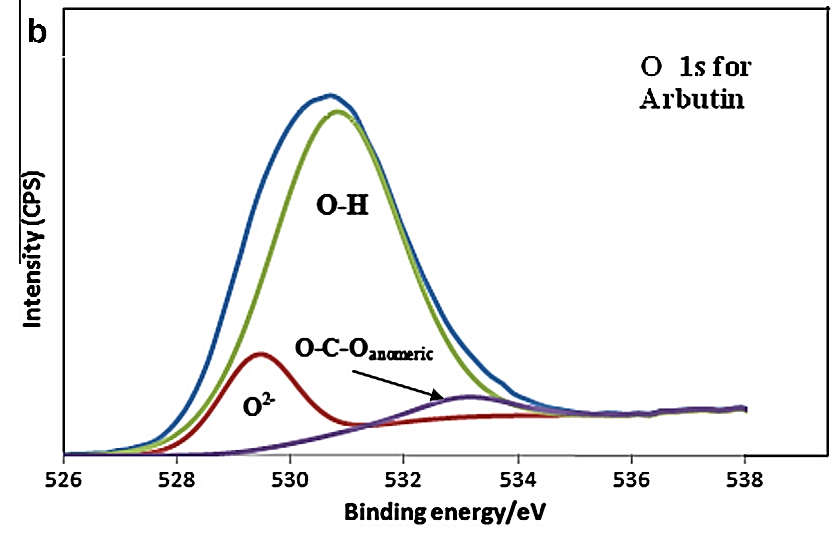 b
O 1s for
Arbutin
O-H
O-C-Oanomeric
O2-
Intensity (CPS)
526 528 530 532 534 536 538
Binding energy/eV